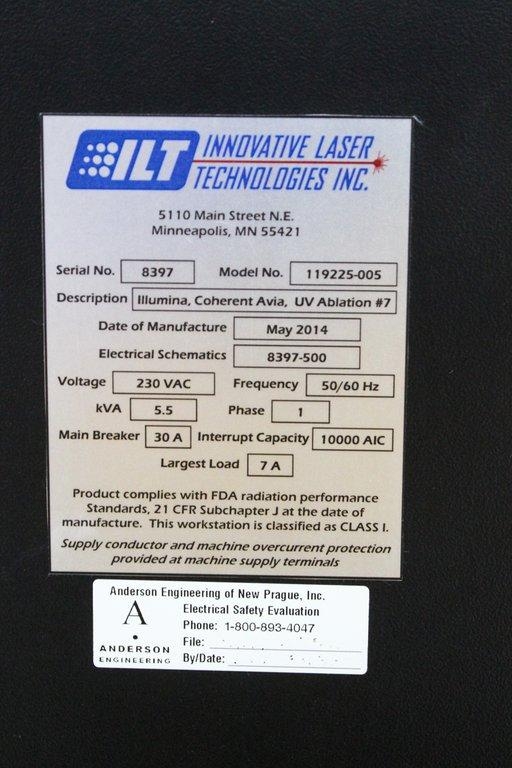 ILT INNOVATIVE LASER
TECHNOLOGIES INC.
5110 Main Street N.E.
Minneapolis, MN 55421
Serial No. 8397 Model No. 119225-005
Description Illumina, Coherent Avia, UV Ablation #7
Date of Manufacture May 2014
Electrical Schematics 8397-500
Voltage 230 VAC Frequency 50/60 Hz
kVA 5.5 Phase 1
Main Breaker 30 A Interrupt Capacity 10000 AIC
Largest Load 7 A
Product complies with FDA radiation performance
Standards, 21 CFR Subchapter J at the date of
manufacture. This workstation is classified as CLASS I.
Supply conductor and machine overcurrent protection
provided at machine supply terminals
Anderson Engineering of New Prague, Inc.
A
ANDERSON
ENGINEERING
Electrical Safety Evaluation
Phone: 1-800-893-4047
File:
By/Date: